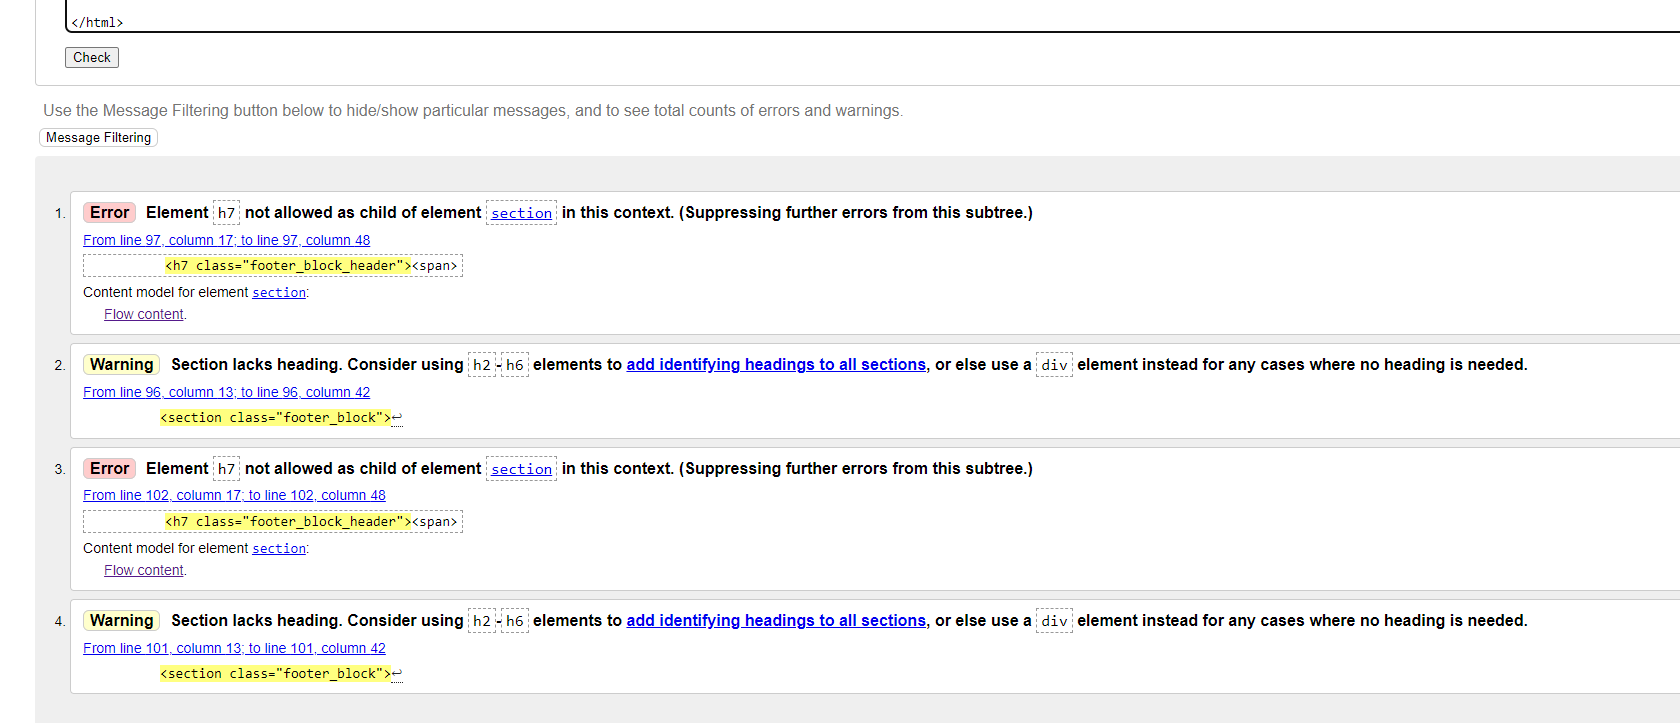 </html>
Check
Use the Message Filtering button below to hide/show particular messages, and to see total counts of errors and warnings.
Message Filtering
1. Error Element h7 not allowed as child of element section in this context. (Suppressing further errors from this subtree.)
From line 97, column 17; to line 97, column 48
<h7 class="footer_block_header"><span>
Content model for element section:
Flow content.
2. Warning Section lacks heading. Consider using h2-h6 elements to add identifying headings to all sections, or else use a div element instead for any cases where no heading is needed.
From line 96, column 13; to line 96, column 42
<section class="footer_block">↩
3. Error Element h7 not allowed as child of element section in this context. (Suppressing further errors from this subtree.)
From line 102, column 17; to line 102, column 48
<h7 class="footer_block_header"><span>
Content model for element section:
Flow content.
4. Warning Section lacks heading. Consider using h2-h6 elements to add identifying headings to all sections, or else use a div element instead for any cases where no heading is needed.
From line 101, column 13; to line 101, column 42
<section class="footer_block">↩